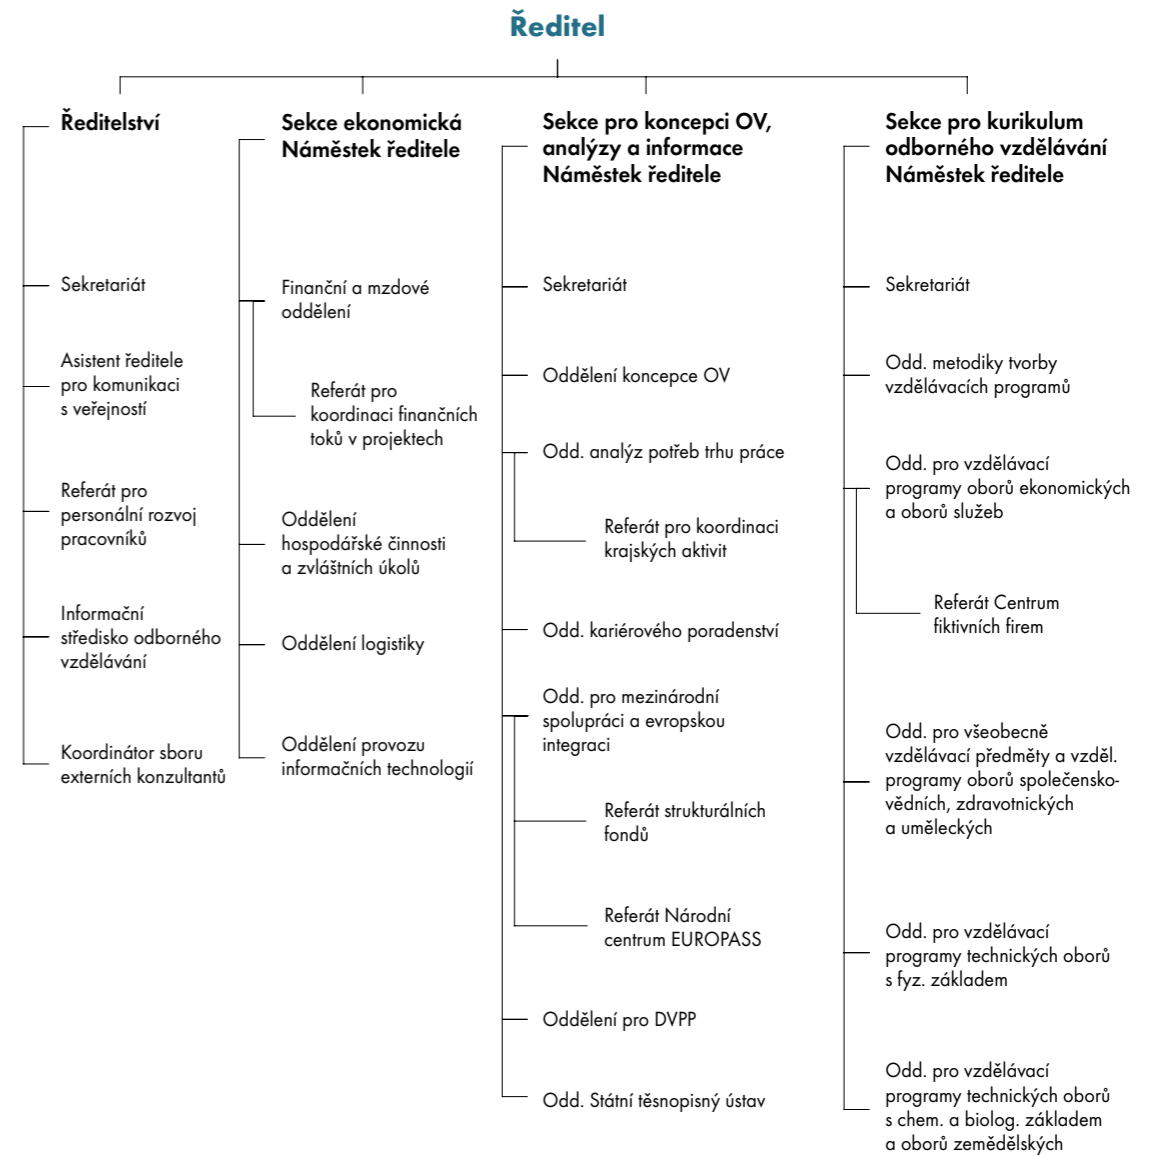 Ředitel
Ředitelství
Sekretariát
Asistent ředitele
pro komunikaci
s veřejností
Referát pro
personální rozvoj
pracovníků
Informační
středisko odborného
vzdělávání
Koordinátor sboru
externích konzultantů
Sekce ekonomická
Náměstek ředitele
Finanční a mzdové
oddělení
Referát pro
koordinaci finančních
toků v projektech
Oddělení
hospodářské činnosti
a zvláštních úkolů
Oddělení logistiky
Oddělení provozu
informačních technologií
Sekce pro koncepci OV,
analýzy a informace
Náměstek ředitele
Sekretariát
Oddělení koncepce OV
Odd. analýz potřeb trhu práce
Referát pro koordinaci
krajských aktivit
Odd. kariérového poradenství
Odd. pro mezinárodní
spolupráci a evropskou
integraci
Referát strukturálních
fondů
Referát Národní
centrum EUROPASS
Oddělení pro DVPP
Odd. Státní těsnopisný ústav
Sekce pro kurikulum
odborného vzdělávání
Náměstek ředitele
Sekretariát
Odd. metodiky tvorby
vzdělávacích programů
Odd. pro vzdělávací
programy oborů ekonomických
a oborů služeb
Referát Centrum
fiktivních firem
Odd. pro všeobecně
vzdělávací předměty a vzděl.
programy oborů společensko-
vědních, zdravotnických
a uměleckých
Odd. pro vzdělávací
programy technických oborů
s fyz. základem
Odd. pro vzdělávací
programy technických oborů
s chem. a biolog. základem
a oborů zemědělských